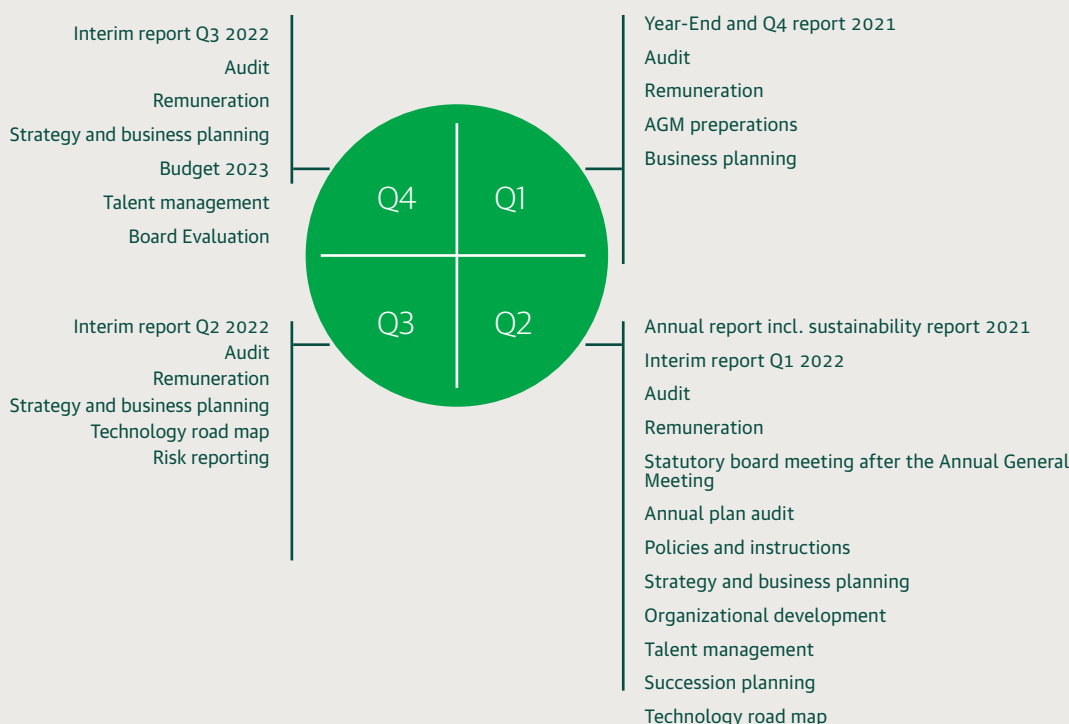 Interim report Q3 2022
Audit
Remuneration
Strategy and business planning
Budget 2023
Talent management
Board Evaluation
Year-End and Q4 report 2021
Audit
Remuneration
AGM preperations
Business planning
Q4
Q1
Q3
Q2
Interim report Q2 2022
Audit
Remuneration
Strategy and business planning
Technology road map
Risk reporting
Annual report incl. sustainability report 2021
Interim report Q1 2022
Audit
Remuneration
Statutory board meeting after the Annual General
Meeting
Annual plan audit
Policies and instructions
Strategy and business planning
Organizational development
Talent management
Succession planning
Technology road map